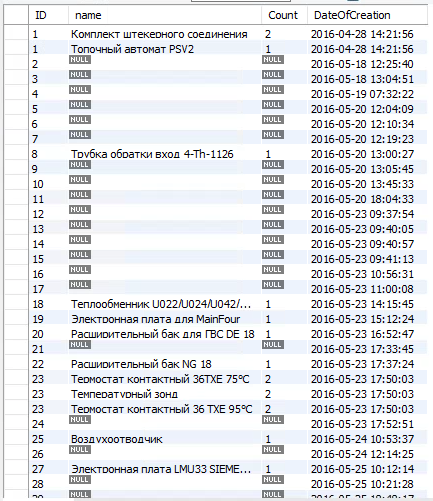 ID name Count DateOfCreation
1 Комплект штекерного соединения 2 2016-04-28 14:21:56
1 Топочный автомат PSV2 1 2016-04-28 14:21:56
2 NULL NULL 2016-05-18 12:25:40
3 NULL NULL 2016-05-18 13:04:51
4 NULL NULL 2016-05-19 07:32:22
5 NULL NULL 2016-05-20 12:04:09
6 NULL NULL 2016-05-20 12:10:34
7 NULL NULL 2016-05-20 12:19:23
8 Трубка обратки вход 4-Th-1126 1 2016-05-20 13:00:27
9 NULL NULL 2016-05-20 13:05:45
10 NULL NULL 2016-05-20 13:45:33
11 NULL NULL 2016-05-20 18:04:33
12 NULL NULL 2016-05-23 09:37:54
13 NULL NULL 2016-05-23 09:40:05
14 NULL NULL 2016-05-23 09:40:57
15 NULL NULL 2016-05-23 09:41:13
16 NULL NULL 2016-05-23 10:56:31
17 NULL NULL 2016-05-23 11:00:08
18 Теплообменник U022/U024/U042/... 1 2016-05-23 14:15:45
19 Электронная плата для MainFour 1 2016-05-23 15:12:24
20 Расширительный бак для ГВС DE 18 1 2016-05-23 16:52:47
21 NULL NULL 2016-05-23 17:33:45
22 Расширительный бак NG 18 1 2016-05-23 17:37:24
23 Термостат контактный 36TXE 75°C 2 2016-05-23 17:50:03
23 Температурный зонд 2 2016-05-23 17:50:03
23 Термостат контактный 36 TXE 95°C 2 2016-05-23 17:50:03
24 NULL NULL 2016-05-23 17:52:51
25 Воздухоотводчик 1 2016-05-24 10:53:37
26 NULL NULL 2016-05-24 12:14:25
27 Электронная плата LMU33 SIEME... 1 2016-05-25 10:12:14
28 NULL NULL 2016-05-25 10:21:28